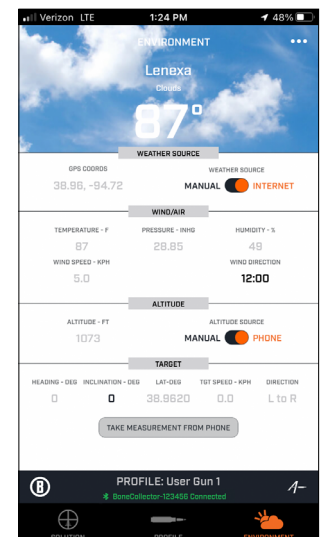 Verizon LTE 1:24 PM 48%
ENVIRONMENT
Lenexa
Clouds
87°
WEATHER SOURCE
GPS COORDS WEATHER SOURCE
38.96, -94.72 MANUAL INTERNET
WIND/AIR
TEMPERATURE - F PRESSURE - INHG HUMIDITY - %
87 28.85 49
WIND SPEED - KPH WIND DIRECTION
5.0 12:00
ALTITUDE
ALTITUDE - FT ALTITUDE SOURCE
1073 MANUAL PHONE
TARGET
HEADING - DEG INCLINATION - DEG LAT-DEG TGT SPEED - KPH DIRECTION
0 0 38.9620 0.0 L to R
TAKE MEASUREMENT FROM PHONE
B PROFILE: User Gun 1
BoneCollector-123456 Connected
SOLUTION PROFILE ENVIRONMENT